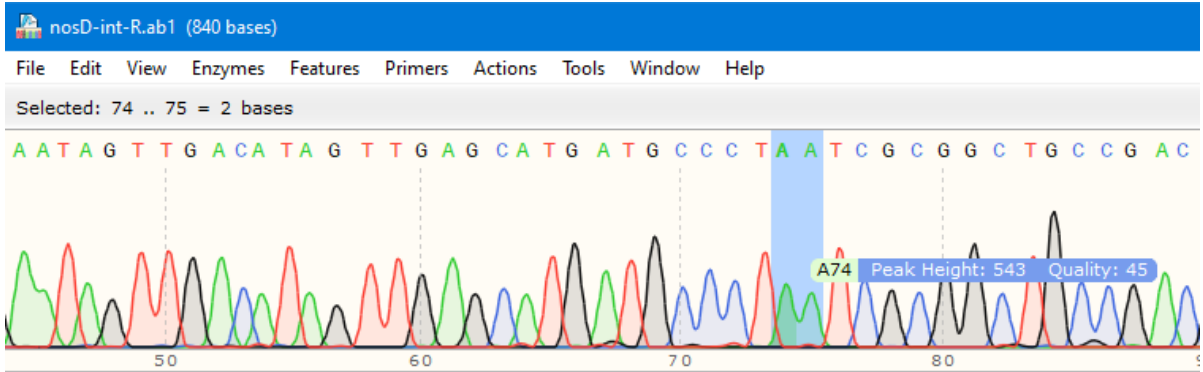 nosD-int-R.ab1 (840 bases)
File Edit View Enzymes Features Primers Actions Tools Window Help
Selected: 74 .. 75 = 2 bases
A A T A G T T G A C A T A G T T G A G C A T G A T G C C C T A A T C G C G G C T G C C G A C
A74 Peak Height: 543 Quality: 45
50 60 70 80